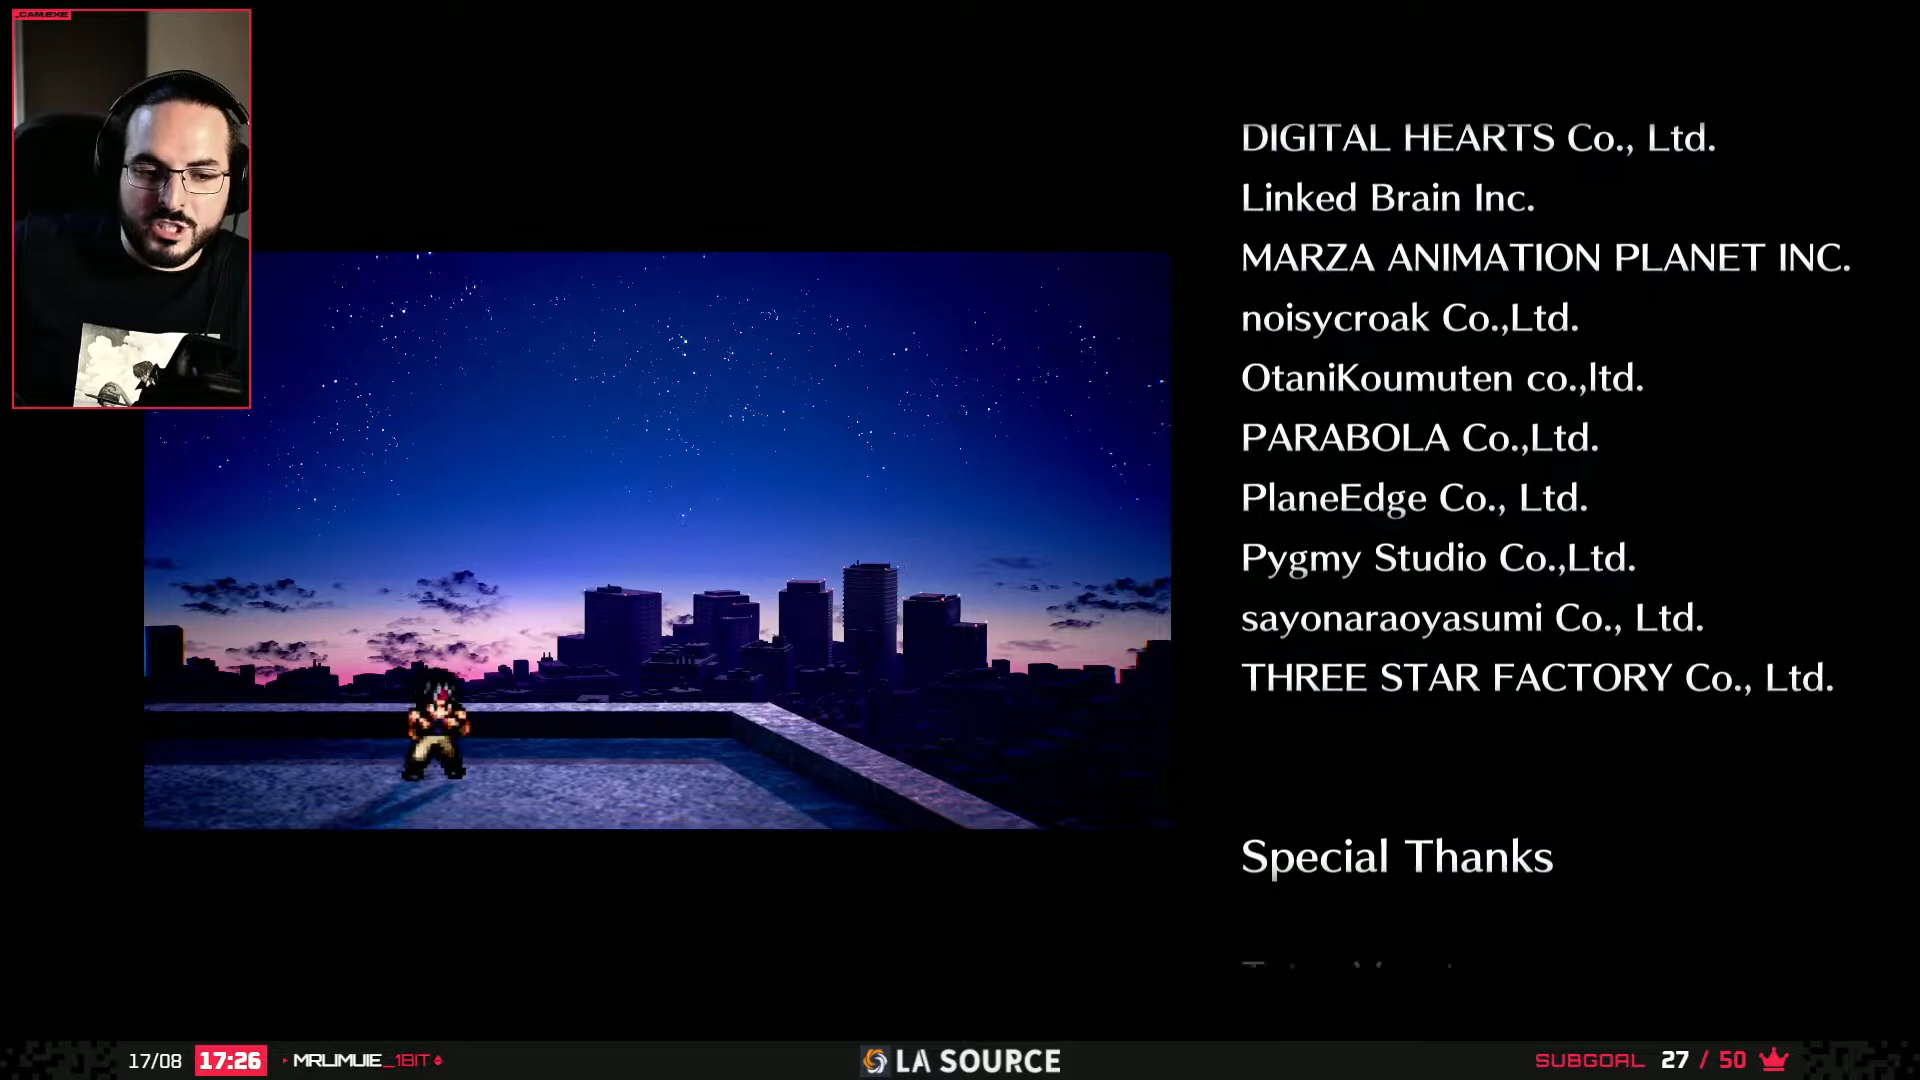 _CAM.EXE
DIGITAL HEARTS Co., Ltd.
Linked Brain Inc.
MARZA ANIMATION PLANET INC.
noisycroak Co.,Ltd.
OtaniKoumuten co.,ltd.
PARABOLA Co.,Ltd.
PlaneEdge Co., Ltd.
Pygmy Studio Co.,Ltd.
sayonaraoyasumi Co., Ltd.
THREE STAR FACTORY Co., Ltd.
Special Thanks
17/08 17:26 MRLIMUIE_1BIT
LA SOURCE
SUBGOAL 27 / 50